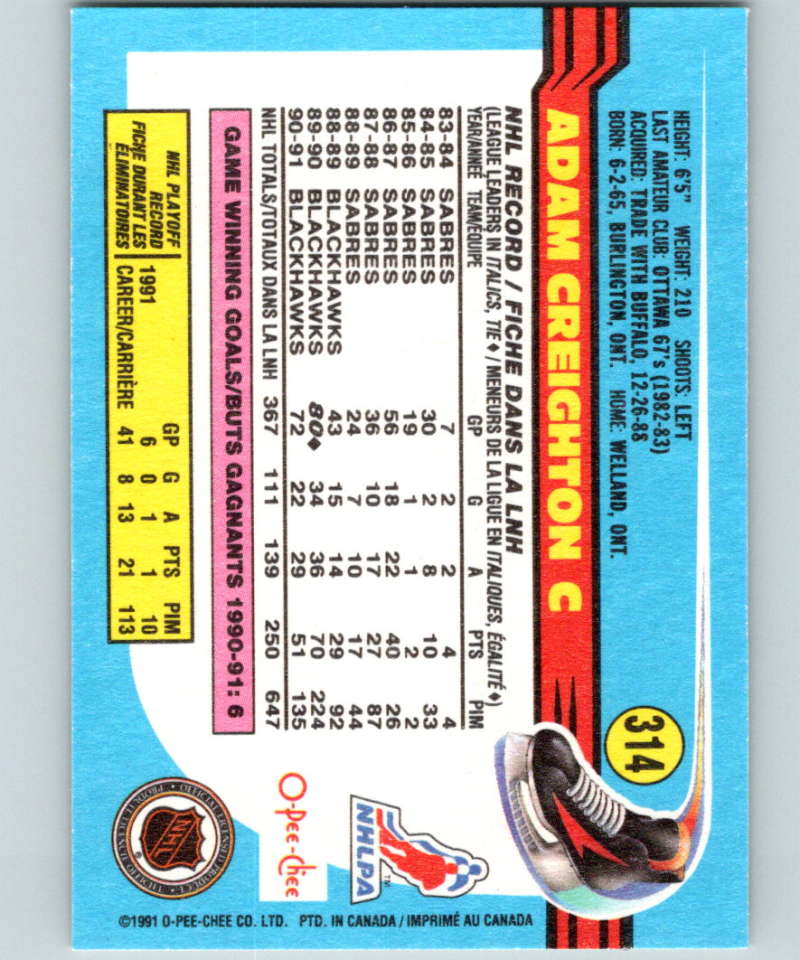 HEIGHT: 6'5" WEIGHT: 210 SHOOTS: LEFT
LAST AMATEUR CLUB: OTTAWA 67's (1982-83)
ACQUIRED: TRADE WITH BUFFALO, 12-26-88
BORN: 6-2-65, BURLINGTON, ONT. HOME: WELLAND, ONT.
314
ADAM CREIGHTON C
NHL RECORD / FICHE DANS LA LNH
(LEAGUE LEADERS IN ITALICS, TIE ♦ / MENEURS DE LA LIGUE EN ITALIQUES, ÉGALITÉ ♦)
YEAR/ANNÉE TEAM/ÉQUIPE GP G A PTS PIM
83-84 SABRES 7 2 2 4 4
84-85 SABRES 30 2 8 10 33
85-86 SABRES 19 1 1 2 2
86-87 SABRES 56 18 22 40 26
87-88 SABRES 36 10 17 27 87
88-89 SABRES 24 7 10 17 44
88-89 BLACKHAWKS 43 15 14 29 92
89-90 BLACKHAWKS 80♦ 34 36 70 224
90-91 BLACKHAWKS 72 22 29 51 135
NHL TOTALS/TOTAUX DANS LA LNH 367 111 139 250 647
GAME WINNING GOALS/BUTS GAGNANTS 1990-91: 6
NHL PLAYOFF
RECORD
FICHE DURANT LES
ÉLIMINATOIRES
GP G A PTS PIM
1991 6 0 1 1 10
CAREER/CARRIÈRE 41 8 13 21 113
NHLPA
TM
O-Pee-Chee
NHL
®
©1991 O-PEE-CHEE CO. LTD. PTD. IN CANADA / IMPRIMÉ AU CANADA